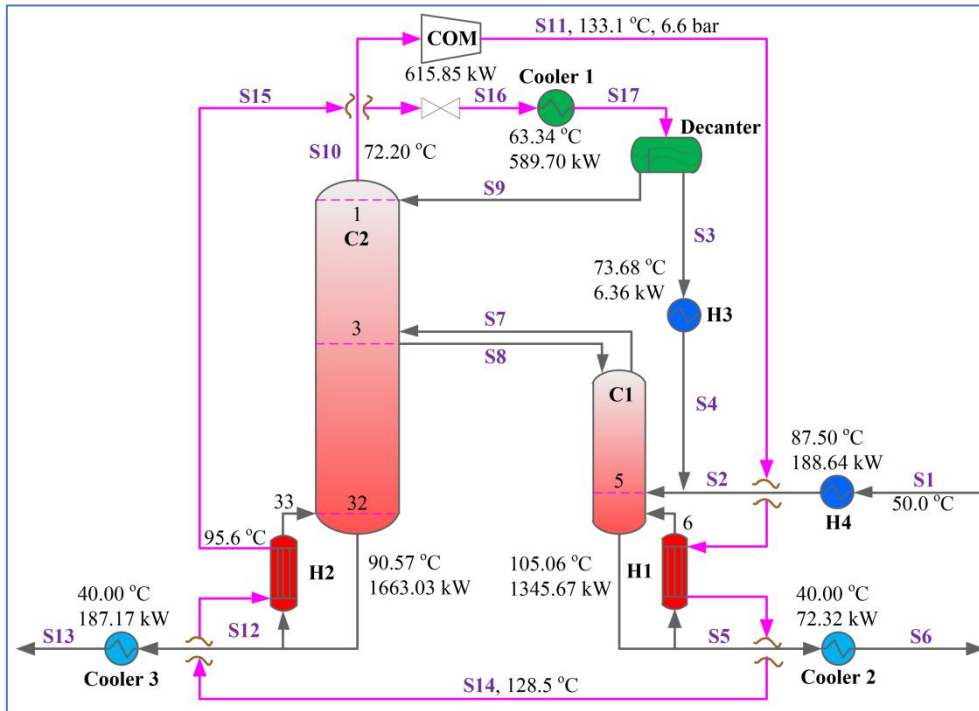 S11, 133.1 °C, 6.6 bar
COM
615.85 kW
Cooler 1
S15
S16
S17
63.34 °C
589.70 kW
Decanter
S10
72.20 °C
S9
1
C2
S3
73.68 °C
6.36 kW
H3
S7
3
S8
C1
S4
87.50 °C
188.64 kW
S2
S1
5
50.0 °C
H4
33
32
6
95.6 °C
H2
90.57 °C
1663.03 kW
105.06 °C
1345.67 kW
H1
40.00 °C
187.17 kW
40.00 °C
72.32 kW
S13
S12
S5
S6
Cooler 3
Cooler 2
S14, 128.5 °C